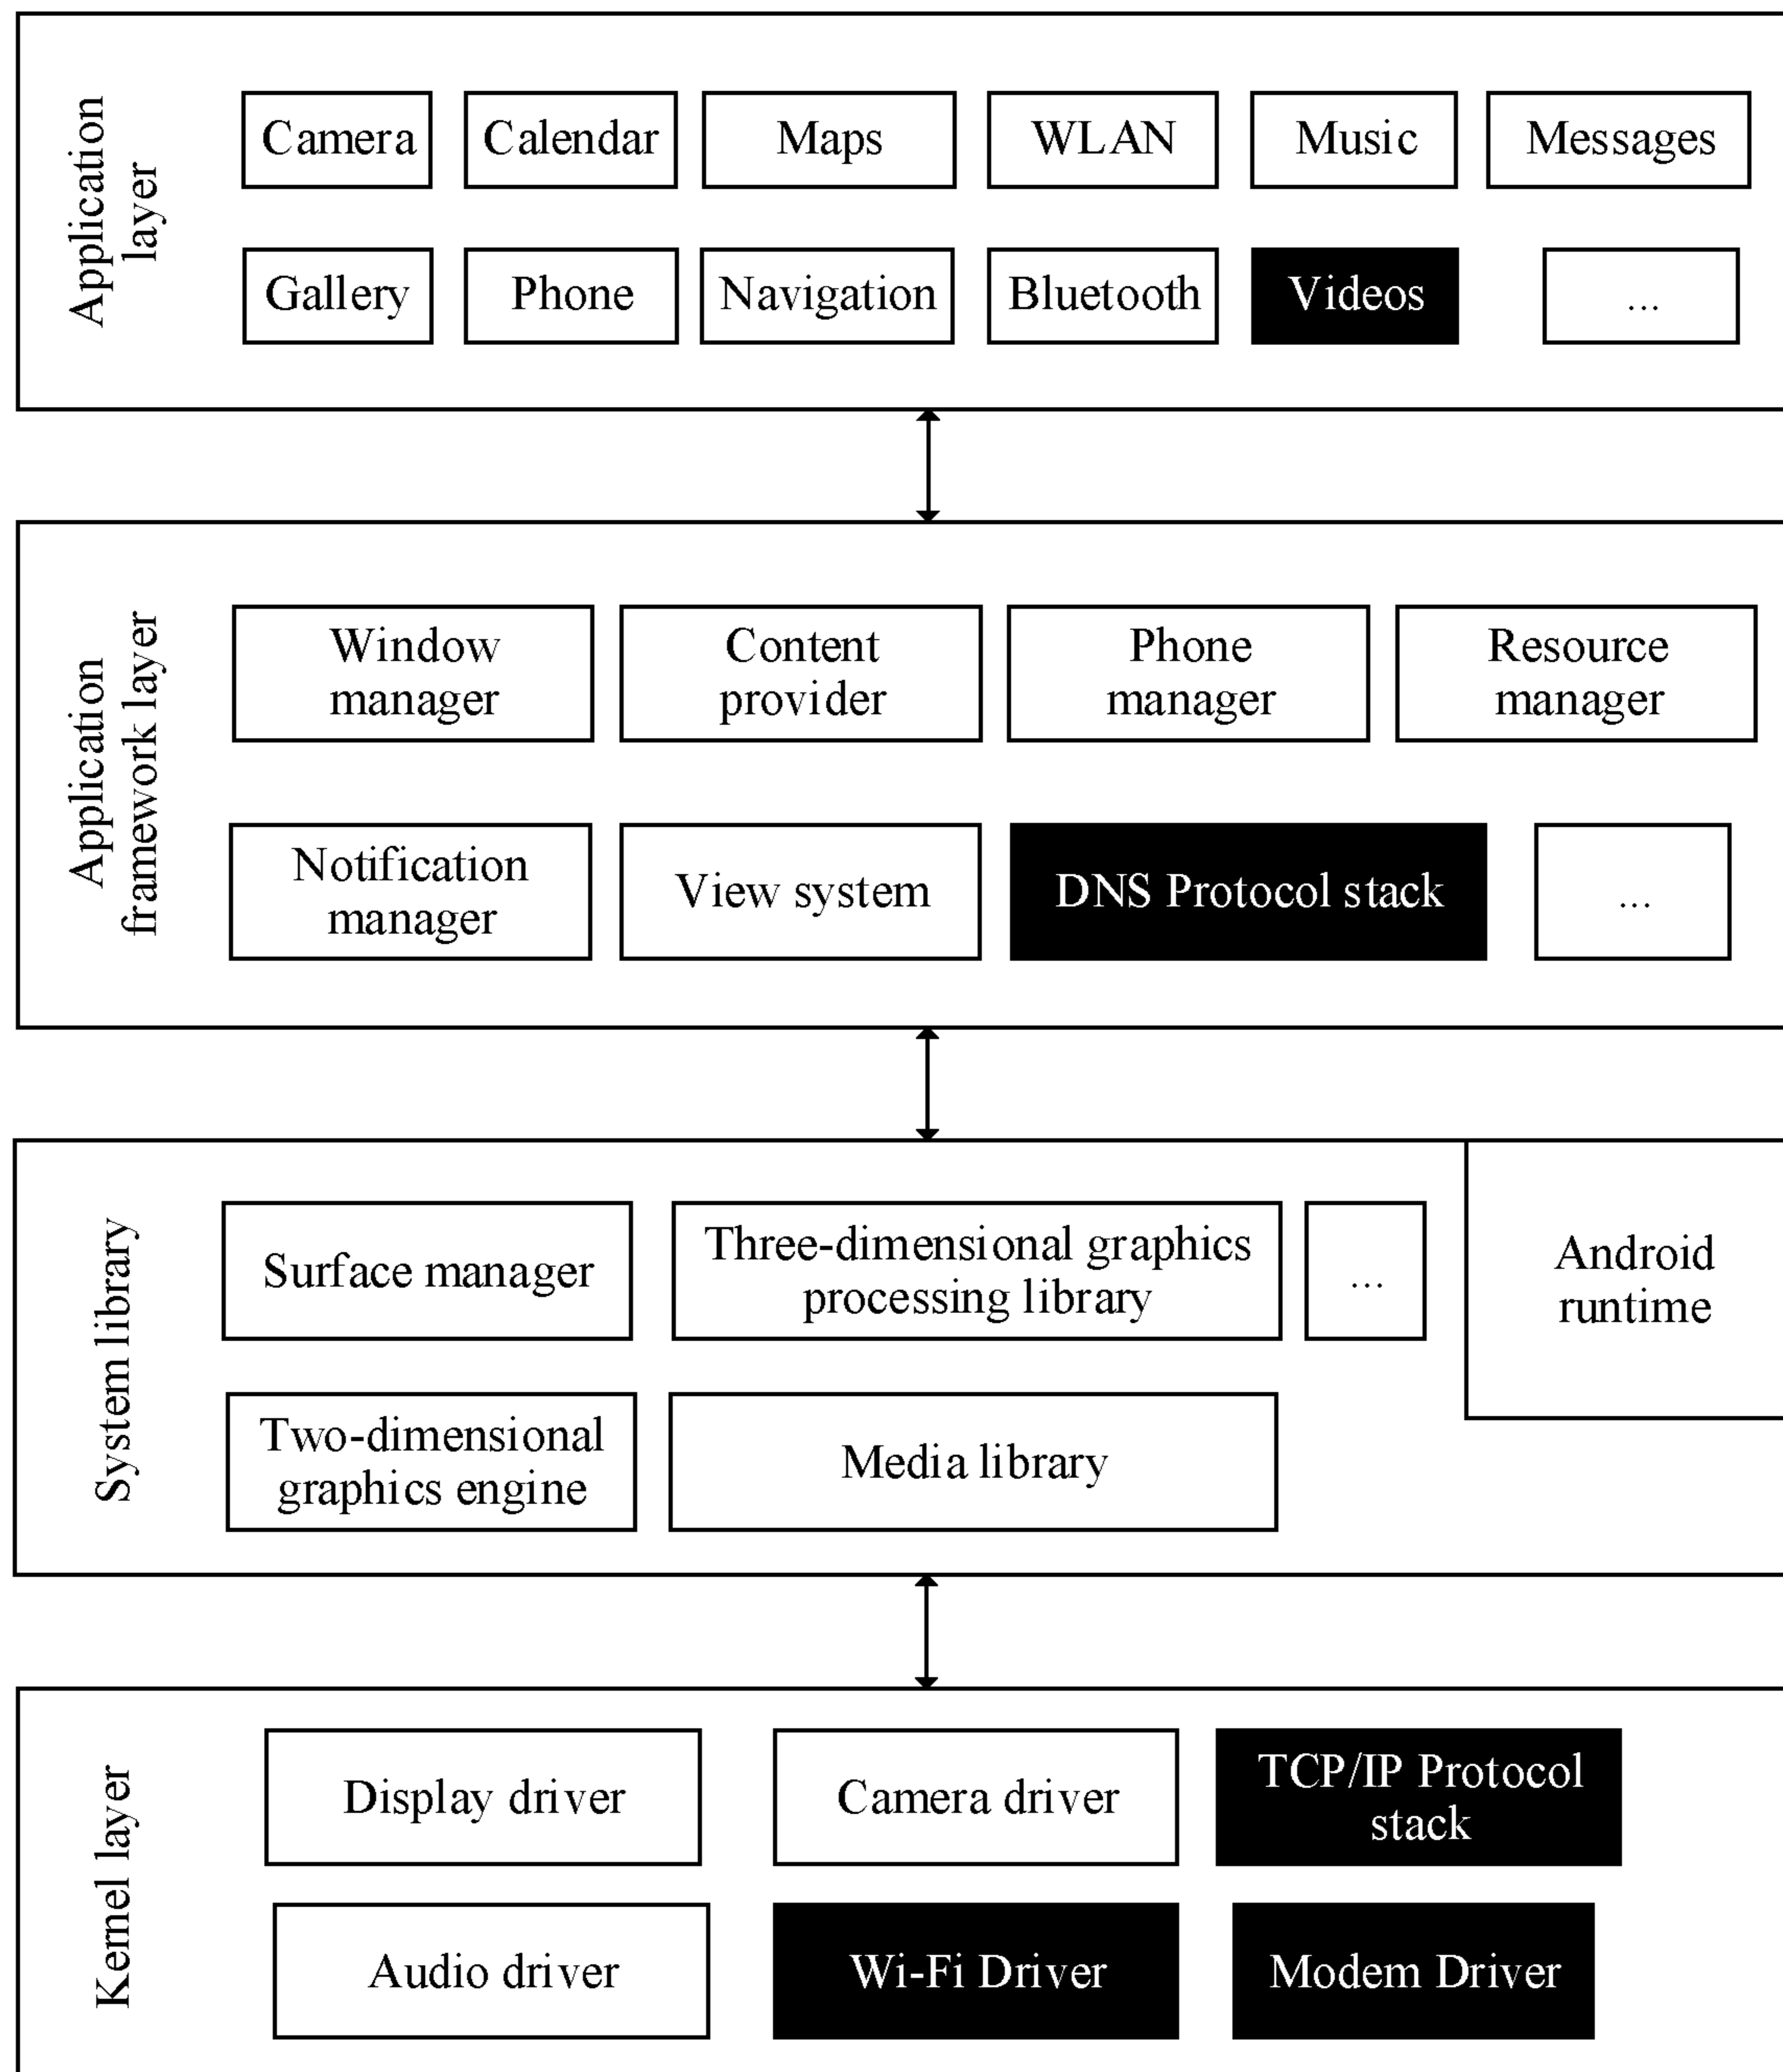 Application
layer
Camera
Calendar
Maps
WLAN
Music
Messages
Gallery
Phone
Navigation
Bluetooth
Videos
...
Application
framework layer
Window
manager
Content
provider
Phone
manager
Resource
manager
Notification
manager
View system
DNS Protocol stack
...
System library
Surface manager
Three-dimensional graphics
processing library
...
Android
runtime
Two-dimensional
graphics engine
Media library
Kernel layer
Display driver
Camera driver
TCP/IP Protocol
stack
Audio driver
Wi-Fi Driver
Modem Driver